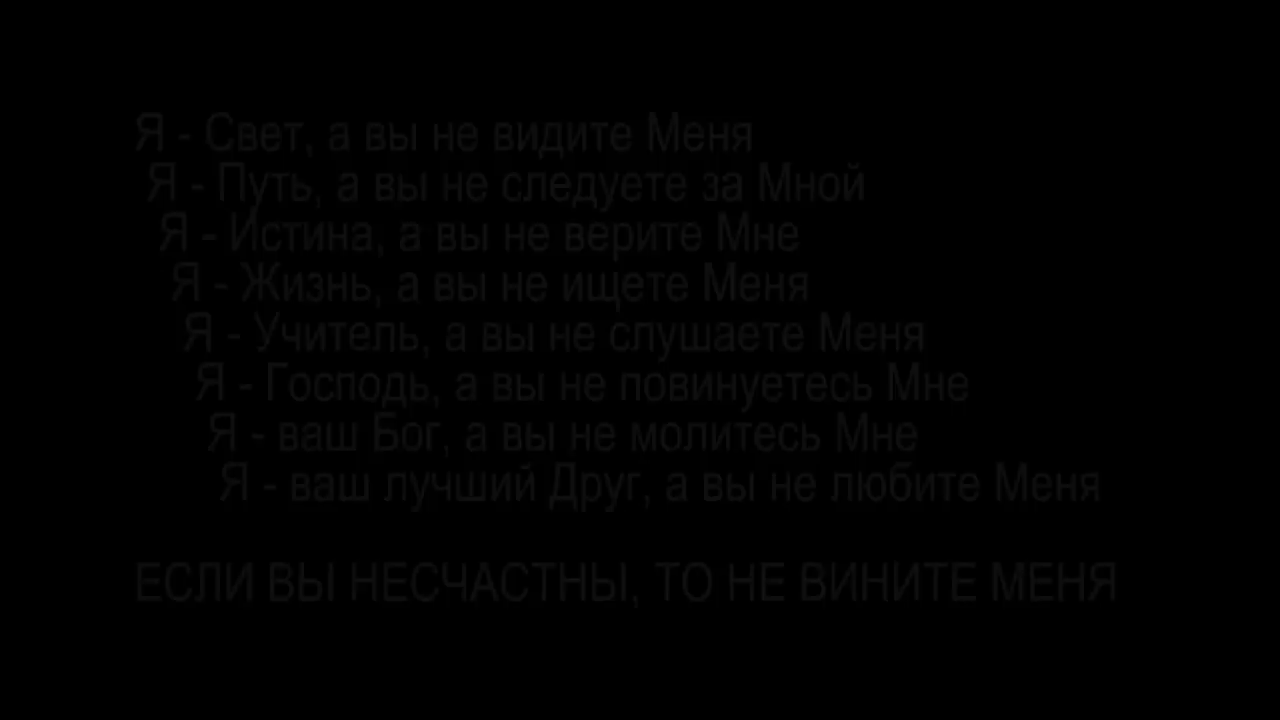 Я - Свет, а вы не видите Меня
Я - Путь, а вы не следуете за Мной
Я - Истина, а вы не верите Мне
Я - Жизнь, а вы не ищете Меня
Я - Учитель, а вы не слушаете Меня
Я - Господь, а вы не повинуетесь Мне
Я - ваш Бог, а вы не молитесь Мне
Я - ваш лучший Друг, а вы не любите Меня
ЕСЛИ ВЫ НЕСЧАСТНЫ, ТО НЕ ВИНИТЕ МЕНЯ